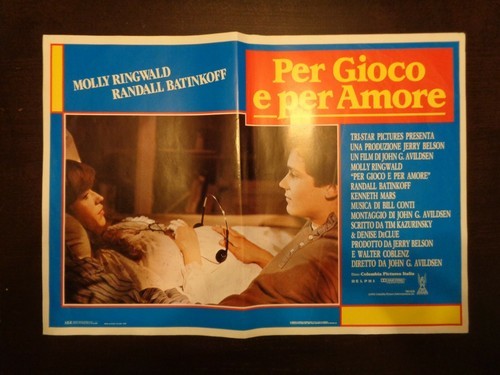 MOLLY RINGWALD
RANDALL BATINKOFF
Per Gioco
e per Amore
TRI-STAR PICTURES PRESENTA
UNA PRODUZIONE JERRY BELSON
UN FILM DI JOHN G. AVILDSEN
MOLLY RINGWALD
"PER GIOCO E PER AMORE"
RANDALL BATINKOFF
KENNETH MARS
MUSICA DI BILL CONTI
MONTAGGIO DI JOHN G. AVILDSEN
SCRITTO DA TIM KAZURINSKY
& DENISE DeCLUE
PRODOTTO DA JERRY BELSON
E WALTER COBLENZ
DIRETTO DA JOHN G. AVILDSEN
Columbia Pictures Italia
DELPHI